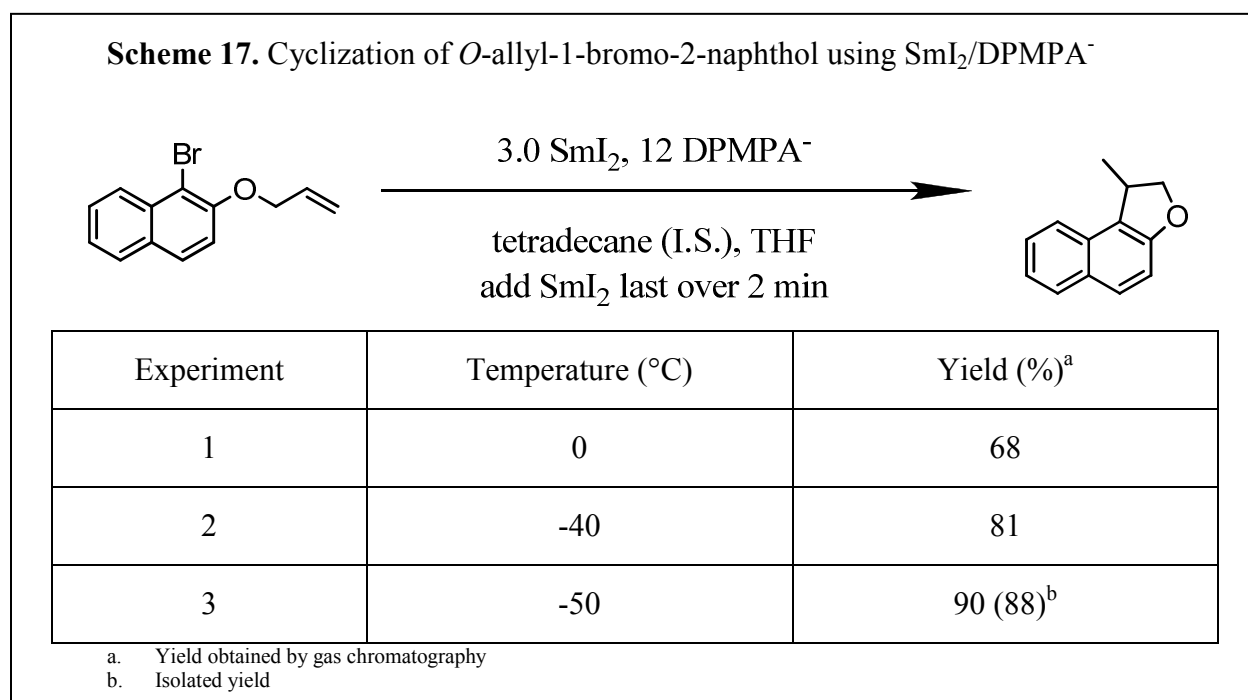 Scheme 17. Cyclization of O-allyl-1-bromo-2-naphthol using SmI₂/DPMPA⁻
Br
O
3.0 SmI₂, 12 DPMPA⁻
tetradecane (I.S.), THF
add SmI₂ last over 2 min
O
Experiment Temperature (°C) Yield (%)ᵃ
1 0 68
2 -40 81
3 -50 90 (88)ᵇ
a. Yield obtained by gas chromatography
b. Isolated yield